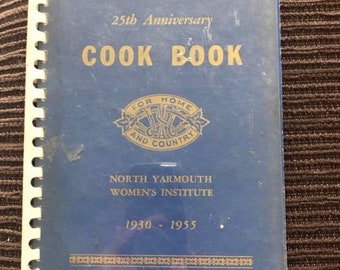 25th Anniversary
COOK BOOK
FOR HOME
AND COUNTRY
NORTH YARMOUTH
WOMEN'S INSTITUTE
1930 - 1955